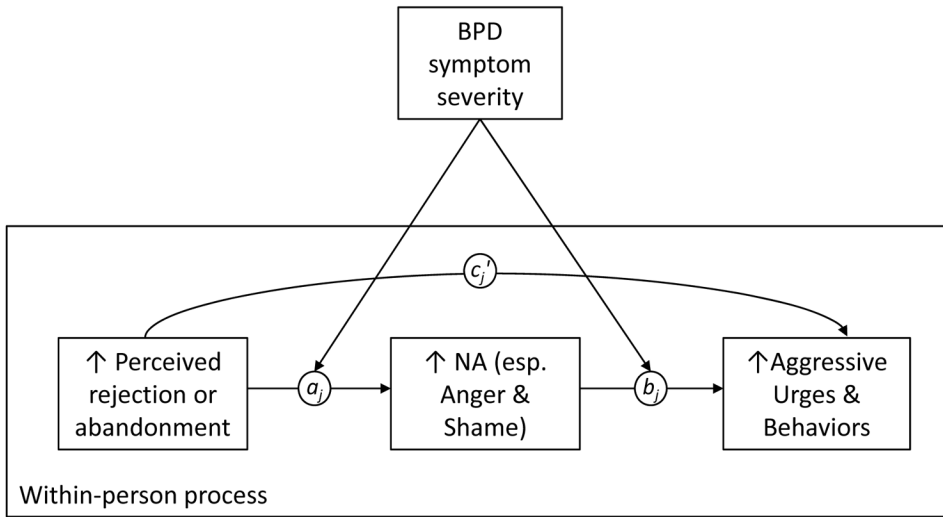 BPD
symptom
severity
c_j'
↑ Perceived
rejection or
abandonment
a_j
↑ NA (esp.
Anger &
Shame)
b_j
↑Aggressive
Urges &
Behaviors
Within-person process